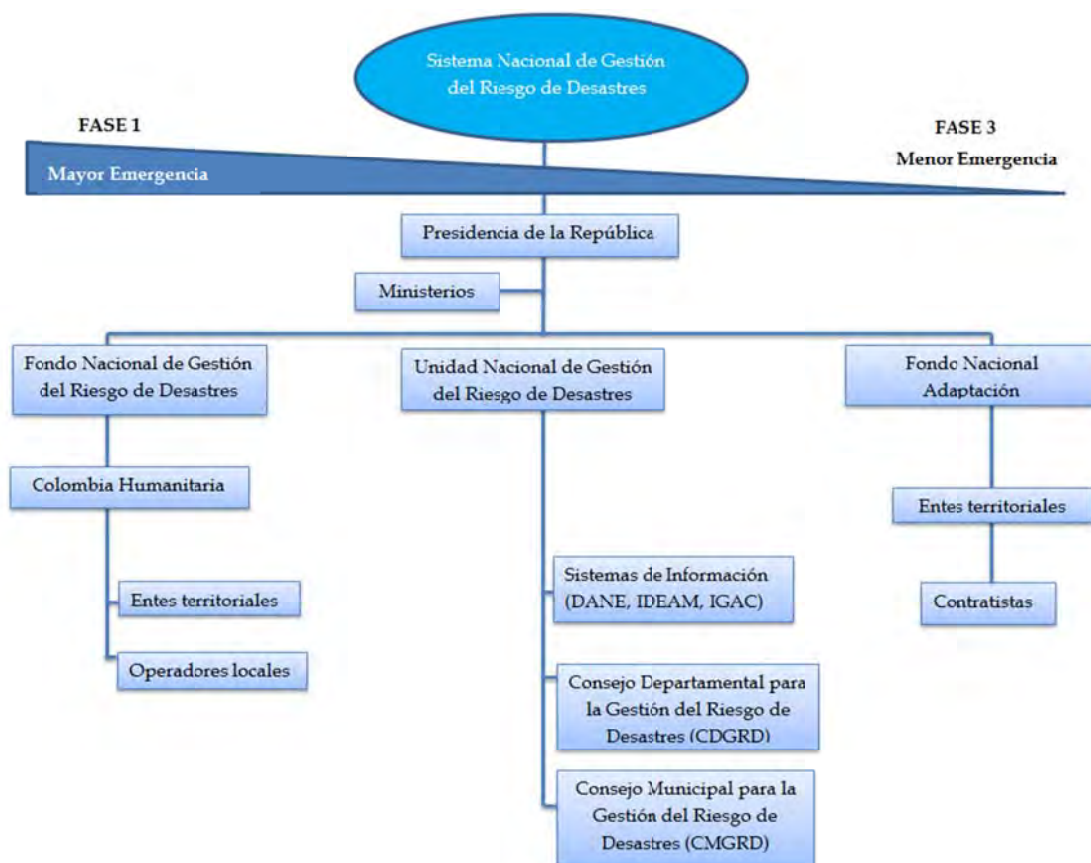 Sistema Nacional de Gestión
del Riesgo de Desastres
FASE 1
FASE 3
Mayor Emergencia
Menor Emergencia
Presidencia de la República
Ministerios
Fondo Nacional de Gestión
del Riesgo de Desastres
Unidad Nacional de Gestión
del Riesgo de Desastres
Fondo Nacional
Adaptación
Colombia Humanitaria
Entes territoriales
Operadores locales
Sistemas de Información
(DANE, IDEAM, IGAC)
Consejo Departamental para
la Gestión del Riesgo de
Desastres (CDGRD)
Consejo Municipal para la
Gestión del Riesgo de
Desastres (CMGRD)
Entes territoriales
Contratistas